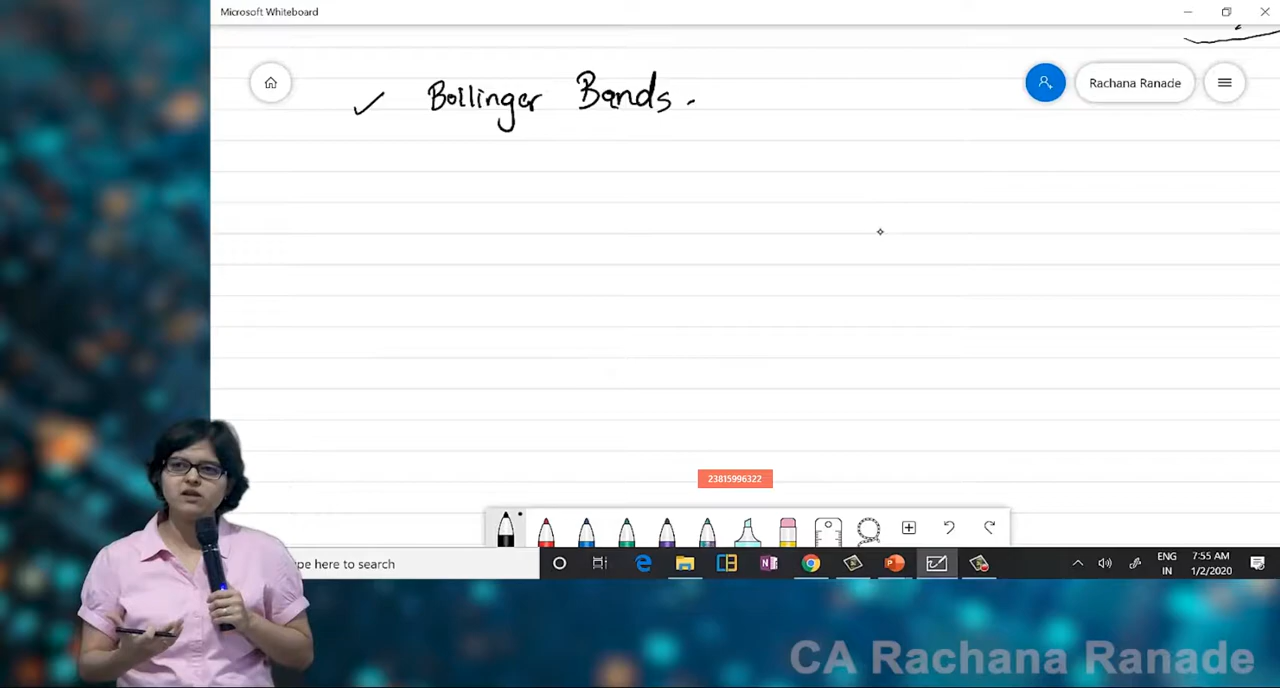 Microsoft Whiteboard
Rachana Ranade
✓ Bollinger Bands.
23815996322
pe here to search
ENG
IN
7:55 AM
1/2/2020
CA Rachana Ranade